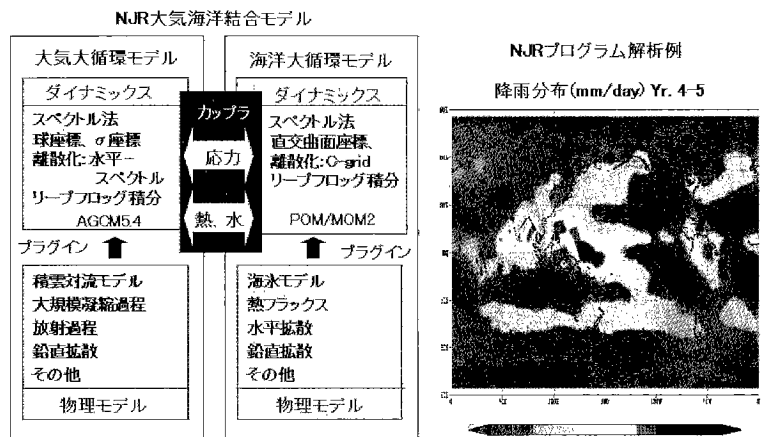 NJR大気海洋結合モデル
大気大循環モデル
ダイナミックス
スペクトル法
球座標、σ座標
離散化:水平ー
スペクトル
リープフロッグ積分
AGCM5.4
プラグイン
積雲対流モデル
大規模凝縮過程
放射過程
鉛直拡散
その他
物理モデル
カップラ
応力
熱、水
海洋大循環モデル
ダイナミックス
スペクトル法
直交曲面座標、
離散化:C-grid
リープフロッグ積分
POM/MOM2
プラグイン
海氷モデル
熱フラックス
水平拡散
鉛直拡散
その他
物理モデル
NJRプログラム解析例
降雨分布(mm/day) Yr. 4-5